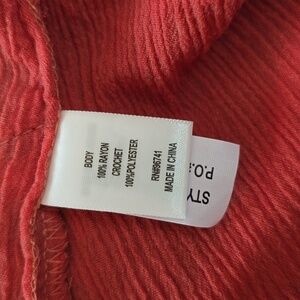 BODY
100% RAYON
CROCHET
100%POLYESTER
RN#96741
MADE IN CHINA
STY
P.O.